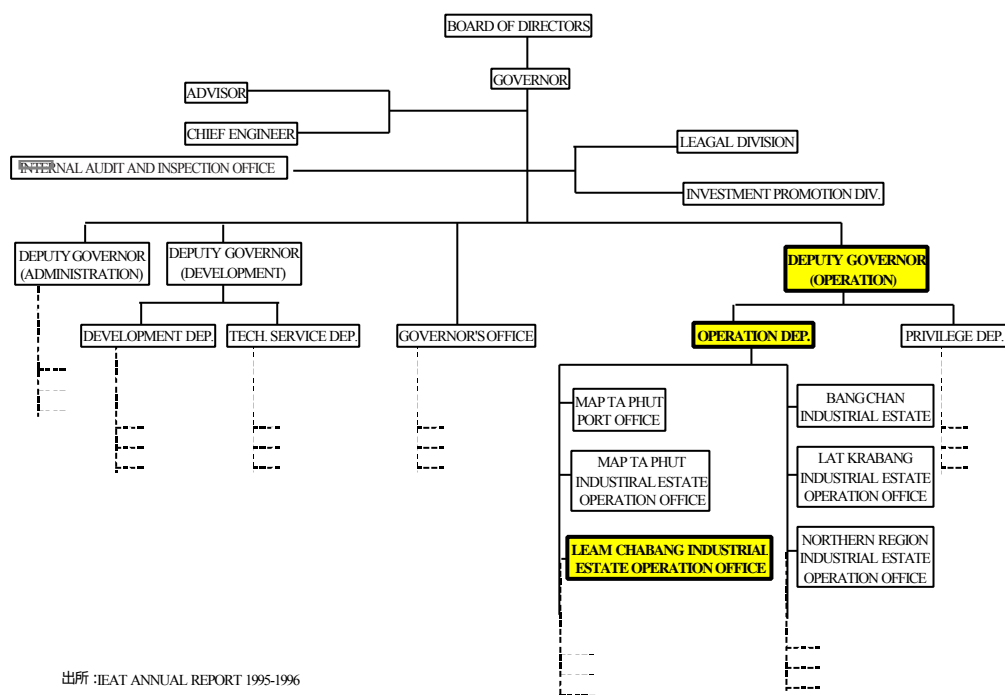 BOARD OF DIRECTORS
GOVERNOR
ADVISOR
CHIEF ENGINEER
LEAGAL DIVISION
INTERNAL AUDIT AND INSPECTION OFFICE
INVESTMENT PROMOTION DIV.
DEPUTY GOVERNOR
(ADMINISTRATION)
DEPUTY GOVERNOR
(DEVELOPMENT)
DEPUTY GOVERNOR
(OPERATION)
DEVELOPMENT DEP.
TECH. SERVICE DEP.
GOVERNOR'S OFFICE
OPERATION DEP.
PRIVILEGE DEP.
MAP TA PHUT
PORT OFFICE
BANG CHAN
INDUSTRIAL ESTATE
MAP TA PHUT
INDUSTIRAL ESTATE
OPERATION OFFICE
LAT KRABANG
INDUSTRIAL ESTATE
OPERATION OFFICE
LEAM CHABANG INDUSTRIAL
ESTATE OPERATION OFFICE
NORTHERN REGION
INDUSTRIAL ESTATE
OPERATION OFFICE
出所 :IEAT ANNUAL REPORT 1995-1996